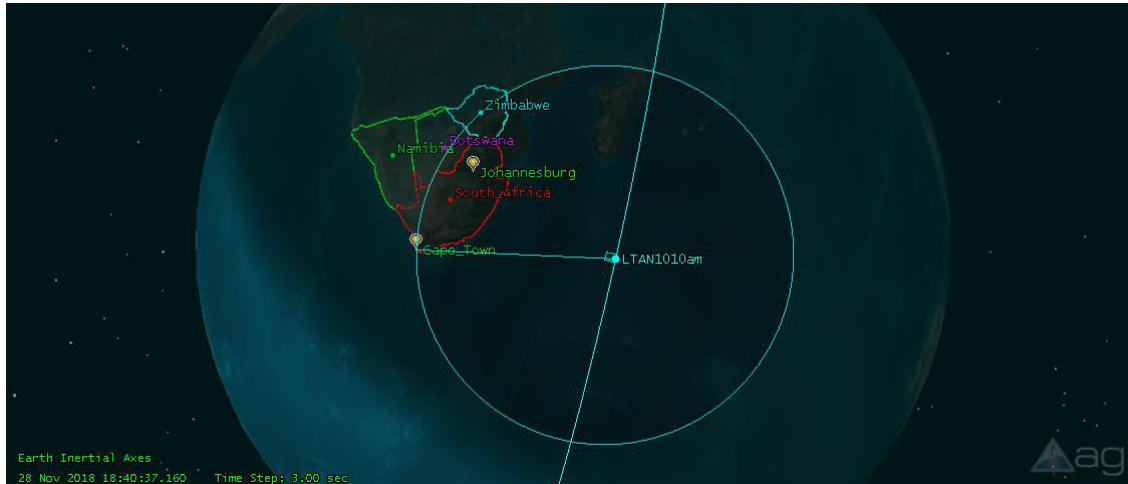 Zimbabwe
Botswana
Namibia
Johannesburg
South_Africa
Cape_Town
LTAN1010am
Earth Inertial Axes
28 Nov 2018 18:40:37.160 Time Step: 3.00 sec
ag